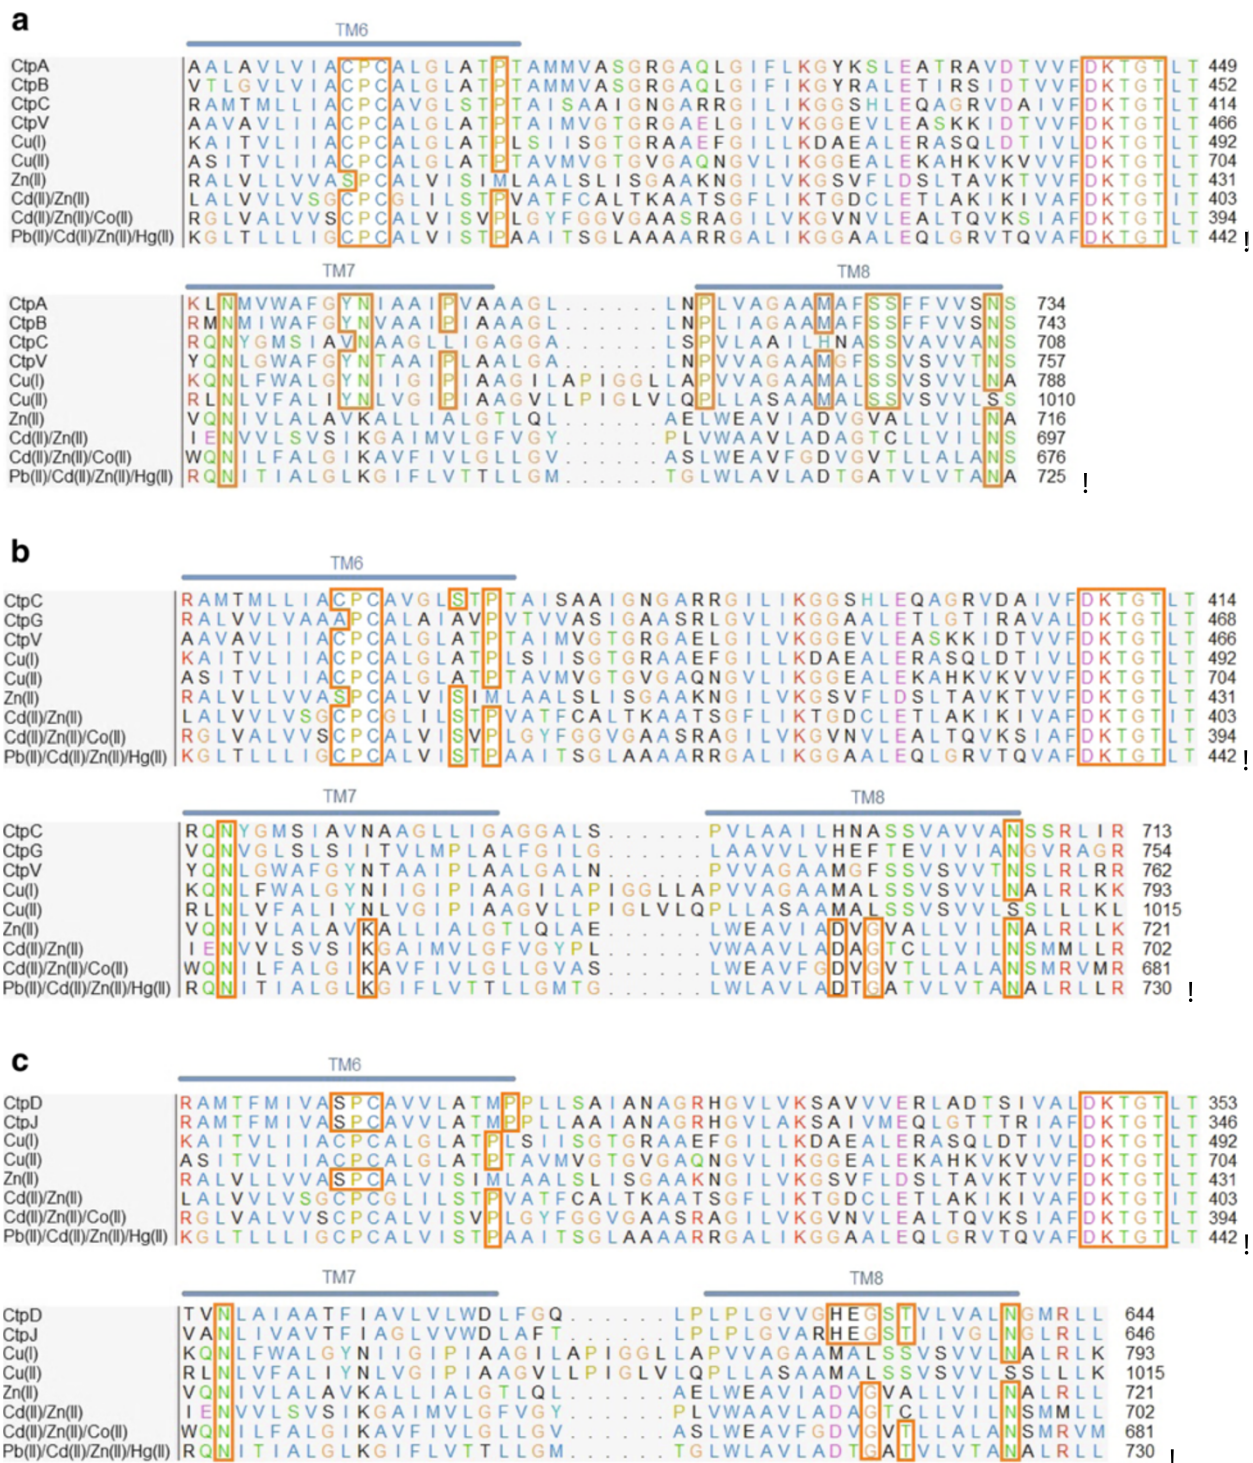 a
TM6
CtpA AALAVLVIACPCALGLATPTAMMVASGRGAQLGIFLKGYKSLEATRAVDTVVFDKTGTLT 449
CtpB VTLGVLVIACPCALGLATPTAMMVASGRGAQLGIFLKGYRALETIRSIDTVVFDKTGTLT 452
CtpC RAMTMLLIACPCAVGLSTPTAISAAIGNGARRGILIKGGSHLEQAGRVDAIVFDKTGTLT 414
CtpV AAVAVLIIACPCALGLATPTAIMVGTGRGAELGILVKGGEVLEASKKIDTVVFDKTGTLT 466
Cu(I) KAITVLIIACPCALGLATPLSIISGTGRAAEFGILLKDAEALERASQLDTIVLDKTGTLT 492
Cu(II) ASITVLIIACPCALGLATPTAVMVGTGVGAQNGVLIKGGEALEKAHKVKVVVFDKTGTLT 704
Zn(II) RALVLLVVASPCALVISIMLAALSLISGAAKNGILVKGSVFLDSLTAVKTVVFDKTGTLT 431
Cd(II)/Zn(II) LALVVLVSGCPCGLILSTPVATFCALTKAATSGFLIKTGDCLETLAKIKIVAFDKTGTIT 403
Cd(II)/Zn(II)/Co(II) RGLVALVVSCPCALVISVPLGYFGGVGAASRAGILVKGVNVLEALTQVKSIAFDKTGTLT 394
Pb(II)/Cd(II)/Zn(II)/Hg(II) KGLTLLLIGCPCALVISTPAAITSGLAAAARRGALIKGGAALEQLGRVTQVAFDKTGTLT 442 !
TM7 TM8
CtpA KLNMVWAFGYNIAAIPVAAAGL......LNPLVAGAAMAFSSFFVVSNS 734
CtpB RMNMIWAFGYNVAAIPIAAAGL......LNPLIAGAAMAFSSFFVVSNS 743
CtpC RQNYGMSIAVNAAGLLIGAGGA......LSPVLAAILHNASSVAVVANS 708
CtpV YQNLGWAFGYNTAAIPLAALGA......LNPVVAGAAMGFSSVSVVTNS 757
Cu(I) KQNLFWALGYNIIGIPIAAGILAPIGGLLAPVVAGAAMALSSVSVVLNA 788
Cu(II) RLNLVFALIYNLVGIPIAAGVLLPIGLVLQPLLASAAMALSSVSVVLSS 1010
Zn(II) VQNIVLALAVKALLIALGTLQL......AELWEAVIADVGVALLVILNA 716
Cd(II)/Zn(II) IENVVLSVSIKGAIMVLGFVGY......PLVWAAVLADAGTCLLVILNS 697
Cd(II)/Zn(II)/Co(II) WQNILFALGIKAVFIVLGLLGV......ASLWEAVFGDVGVTLLALANS 676
Pb(II)/Cd(II)/Zn(II)/Hg(II) RQNITIALGLKGIFLVTTLLGM......TGLWLAVLADTGATVLVTANA 725 !
b
TM6
CtpC RAMTMLLIACPCAVGLSTPTAISAAIGNGARRGILIKGGSHLEQAGRVDAIVFDKTGTLT 414
CtpG RALVVLVAAAPCALAIAVPVTVVASIGAASRLGVLIKGGAALETLGTIRAVALDKTGTLT 468
CtpV AAVAVLIIACPCALGLATPTAIMVGTGRGAELGILVKGGEVLEASKKIDTVVFDKTGTLT 466
Cu(I) KAITVLIIACPCALGLATPLSIISGTGRAAEFGILLKDAEALERASQLDTIVLDKTGTLT 492
Cu(II) ASITVLIIACPCALGLATPTAVMVGTGVGAQNGVLIKGGEALEKAHKVKVVVFDKTGTLT 704
Zn(II) RALVLLVVASPCALVISIMLAALSLISGAAKNGILVKGSVFLDSLTAVKTVVFDKTGTLT 431
Cd(II)/Zn(II) LALVVLVSGCPCGLILSTPVATFCALTKAATSGFLIKTGDCLETLAKIKIVAFDKTGTIT 403
Cd(II)/Zn(II)/Co(II) RGLVALVVSCPCALVISVPLGYFGGVGAASRAGILVKGVNVLEALTQVKSIAFDKTGTLT 394
Pb(II)/Cd(II)/Zn(II)/Hg(II) KGLTLLLIGCPCALVISTPAAITSGLAAAARRGALIKGGAALEQLGRVTQVAFDKTGTLT 442 !
TM7 TM8
CtpC RQNYGMSIAVNAAGLLIGAGGALS......PVLAAILHNASSVAVVANSSRLIR 713
CtpG VQNVGLSLSIITVLMPLALFGILG......LAAVVLVHEFTEVIVIANGVRAGR 754
CtpV YQNLGWAFGYNTAAIPLAALGALN......PVVAGAAMGFSSVSVVTNSLRLRR 762
Cu(I) KQNLFWALGYNIIGIPIAAGILAPIGGLLAPVVAGAAMALSSVSVVLNALRLKK 793
Cu(II) RLNLVFALIYNLVGIPIAAGVLLPIGLVLQPLLASAAMALSSVSVVLSSLLLKL 1015
Zn(II) VQNIVLALAVKALLIALGTLQLAE......LWEAVIADVGVALLVILNALRLLK 721
Cd(II)/Zn(II) IENVVLSVSIKGAIMVLGFVGYPL......VWAAVLADAGTCLLVILNSMMLLR 702
Cd(II)/Zn(II)/Co(II) WQNILFALGIKAVFIVLGLLGVAS......LWEAVFGDVGVTLLALANSMRVMR 681
Pb(II)/Cd(II)/Zn(II)/Hg(II) RQNITIALGLKGIFLVTTLLGMTG......LWLAVLADTGATVLVTANALRLLR 730 !
c
TM6
CtpD RAMTFMIVASPCAVVLATMPPLLSAIANAGRHGVLVKSAVVVERLADTSIVALDKTGTLT 353
CtpJ RAMTFMIVASPCAVVLATMPPLLAAIANAGRHGVLAKSAIVMEQLGTTTRIAFDKTGTLT 346
Cu(I) KAITVLIIACPCALGLATPLSIISGTGRAAEFGILLKDAEALERASQLDTIVLDKTGTLT 492
Cu(II) ASITVLIIACPCALGLATPTAVMVGTGVGAQNGVLIKGGEALEKAHKVKVVVFDKTGTLT 704
Zn(II) RALVLLVVASPCALVISIMLAALSLISGAAKNGILVKGSVFLDSLTAVKTVVFDKTGTLT 431
Cd(II)/Zn(II) LALVVLVSGCPCGLILSTPVATFCALTKAATSGFLIKTGDCLETLAKIKIVAFDKTGTIT 403
Cd(II)/Zn(II)/Co(II) RGLVALVVSCPCALVISVPLGYFGGVGAASRAGILVKGVNVLEALTQVKSIAFDKTGTLT 394
Pb(II)/Cd(II)/Zn(II)/Hg(II) KGLTLLLIGCPCALVISTPAAITSGLAAAARRGALIKGGAALEQLGRVTQVAFDKTGTLT 442 !
TM7 TM8
CtpD TVNLAIAATFIAVLVLWDLFGQ......LPLPLGVVGHEGSTVLVALNGMRLL 644
CtpJ VANLIVAVTFIAGLVVWDLAFT......LPLPLGVARHEGSTIIVGLNGLRLL 646
Cu(I) KQNLFWALGYNIIGIPIAAGILAPIGGLLAPVVAGAAMALSSVSVVLNALRLK 793
Cu(II) RLNLVFALIYNLVGIPIAAGVLLPIGLVLQPLLASAAMALSSVSVVLSSLLLK 1015
Zn(II) VQNIVLALAVKALLIALGTLQL......AELWEAVIADVGVALLVILNALRLL 721
Cd(II)/Zn(II) IENVVLSVSIKGAIMVLGFVGY......PLVWAAVLADAGTCLLVILNSMMLL 702
Cd(II)/Zn(II)/Co(II) WQNILFALGIKAVFIVLGLLGV......ASLWEAVFGDVGVTLLALANSMRVM 681
Pb(II)/Cd(II)/Zn(II)/Hg(II) RQNITIALGLKGIFLVTTLLGM......TGLWLAVLADTGATVLVTANALRLL 730 !